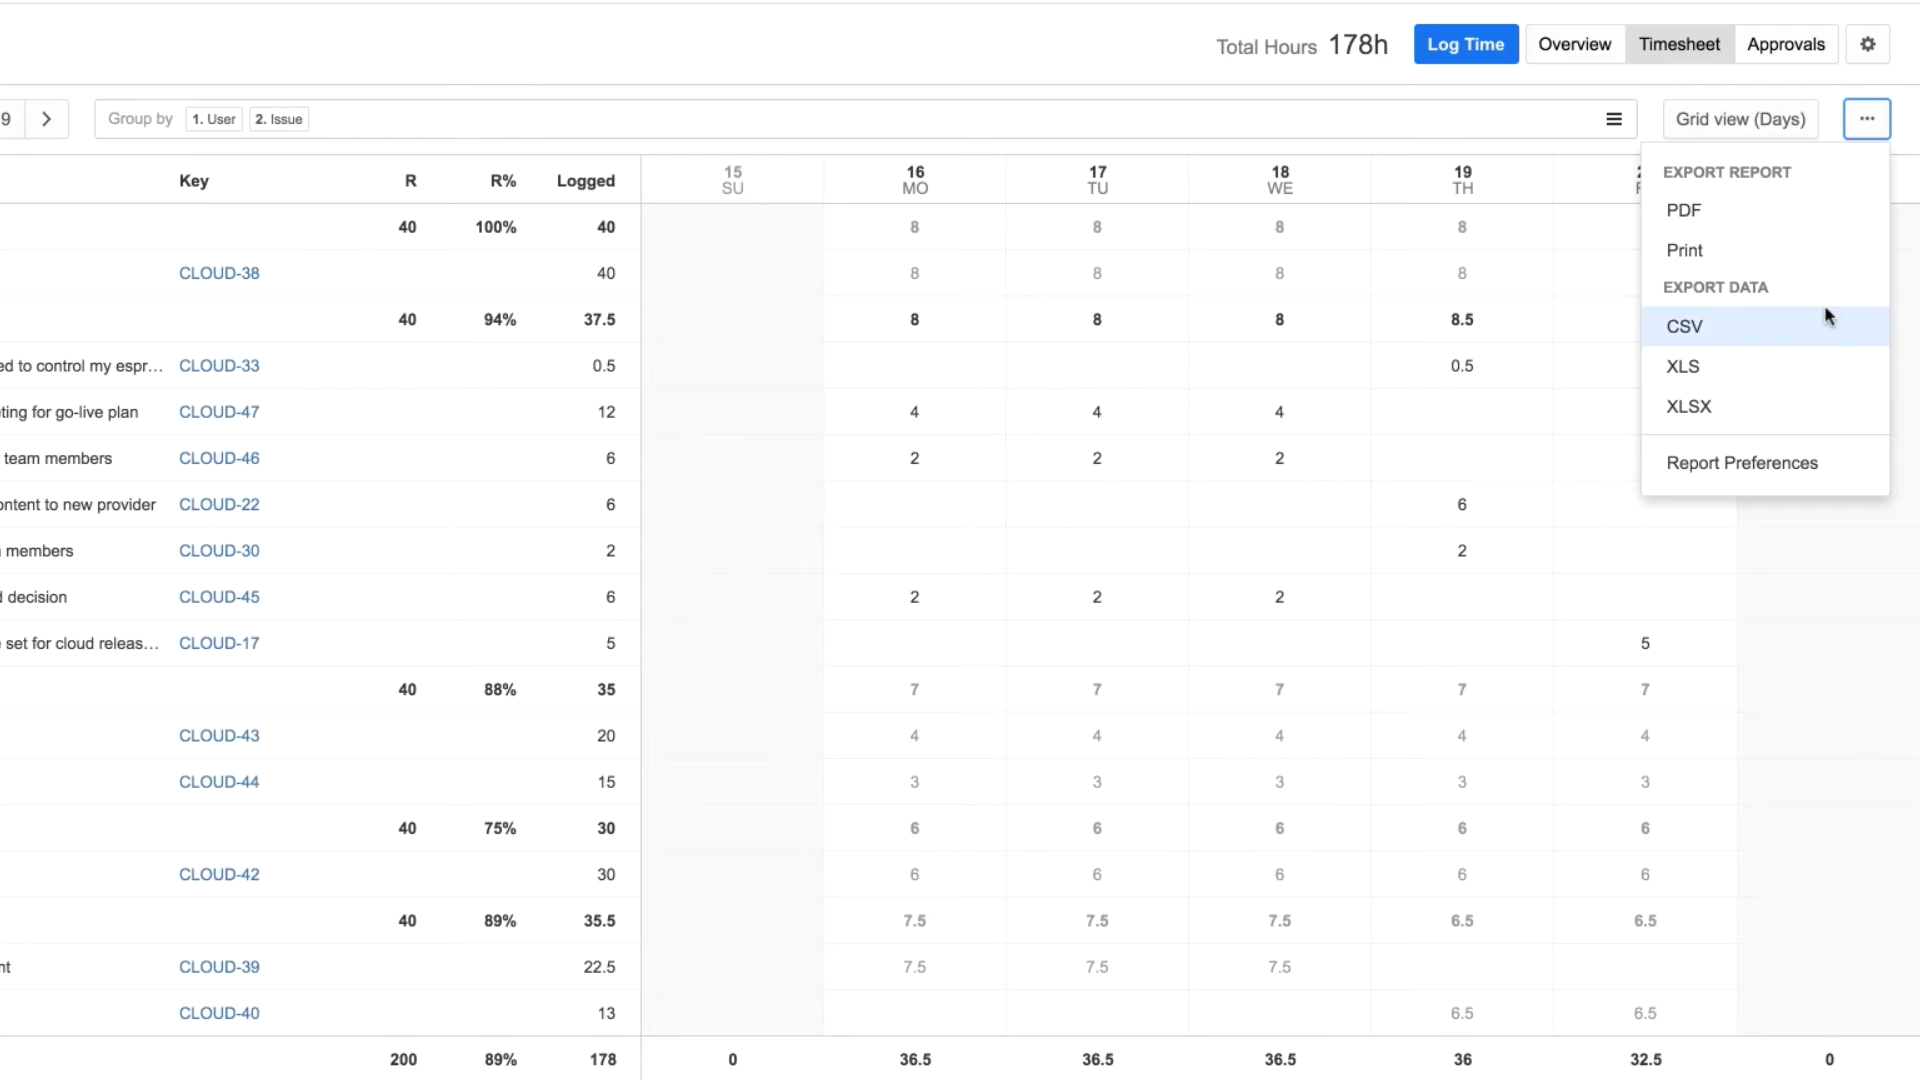 Total Hours 178h Log Time Overview Timesheet Approvals
9 Group by 1. User 2. Issue Grid view (Days) ...
Key R R% Logged 15 16 17 18 19
SU MO TU WE TH
EXPORT REPORT
PDF
Print
EXPORT DATA
CSV
XLS
XLSX
Report Preferences
40 100% 40 8 8 8 8
CLOUD-38 40 8 8 8 8
40 94% 37.5 8 8 8 8.5
ed to control my espr... CLOUD-33 0.5 0.5
ting for go-live plan CLOUD-47 12 4 4 4
team members CLOUD-46 6 2 2 2
ontent to new provider CLOUD-22 6 6
members CLOUD-30 2 2
decision CLOUD-45 6 2 2 2
set for cloud releas... CLOUD-17 5 5
40 88% 35 7 7 7 7 7
CLOUD-43 20 4 4 4 4 4
CLOUD-44 15 3 3 3 3 3
40 75% 30 6 6 6 6 6
CLOUD-42 30 6 6 6 6 6
40 89% 35.5 7.5 7.5 7.5 6.5 6.5
nt CLOUD-39 22.5 7.5 7.5 7.5
CLOUD-40 13 6.5 6.5
200 89% 178 0 36.5 36.5 36.5 36 32.5 0